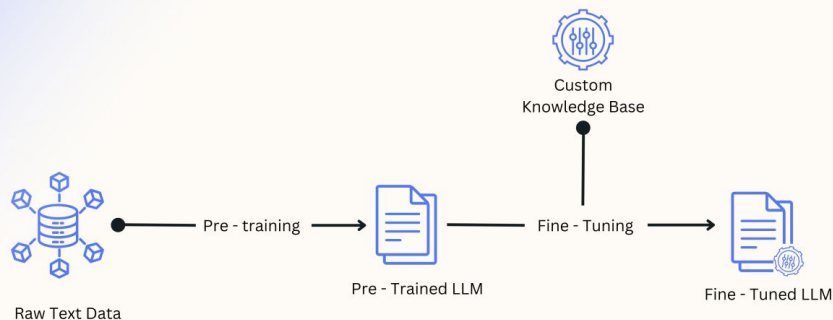 Custom
Knowledge Base
Pre - training
Fine - Tuning
Pre - Trained LLM
Fine - Tuned LLM
Raw Text Data